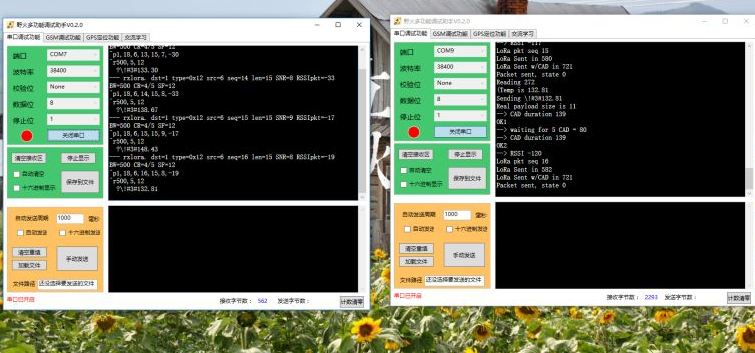 野火多功能调试助手V0.2.0
串口调试功能 GSM调试功能 GPS定位功能 交流学习
端口 COM7
波特率 38400
校验位 None
数据位 8
停止位 1
关闭串口
清空接收区 停止显示
自动清空
十六进制显示
保存到文件
自动发送周期 1000 毫秒
自动发送 十六进制发送
清空重填
加载文件
手动发送
文件路径 还没选择要发送的文件
串口已开启
BW=500 CR=4/5 SF=12
^p1,18,6,13,15,7,-30
^r500,5,12
?\!#3#133.30
--- rxlora. dst=1 type=0x12 src=6 seq=14 len=15 SNR=8 RSSIpkt=-33
BW=500 CR=4/5 SF=12
^p1,18,6,14,15,8,-33
^r500,5,12
?\!#3#138.67
--- rxlora. dst=1 type=0x12 src=6 seq=15 len=15 SNR=9 RSSIpkt=-17
BW=500 CR=4/5 SF=12
^p1,18,6,15,15,9,-17
^r500,5,12
?\!#3#148.43
--- rxlora. dst=1 type=0x12 src=6 seq=16 len=15 SNR=8 RSSIpkt=-19
BW=500 CR=4/5 SF=12
^p1,18,6,16,15,8,-19
^r500,5,12
?\!#3#132.81
接收字节数： 562 发送字节数： 计数清零
野火多功能调试助手V0.2.0
串口调试功能 GSM调试功能 GPS定位功能 交流学习
端口 COM9
波特率 38400
校验位 None
数据位 8
停止位 1
关闭串口
清空接收区 停止显示
自动清空
十六进制显示
保存到文件
自动发送周期 1000 毫秒
自动发送 十六进制发送
清空重填
加载文件
手动发送
文件路径 还没选择要发送的文件
串口已开启
--> RSSI -117
LoRa pkt seq 15
LoRa Sent in 580
LoRa Sent w/CAD in 721
Packet sent, state 0
Reading 272
(Temp is 132.81
Sending \!#3#132.81
Real payload size is 11
--> CAD duration 139
OK1
--> waiting for 5 CAD = 80
--> CAD duration 139
OK2
--> RSSI -120
LoRa pkt seq 16
LoRa Sent in 582
LoRa Sent w/CAD in 721
Packet sent, state 0
接收字节数： 2293 发送字节数： 计数清零